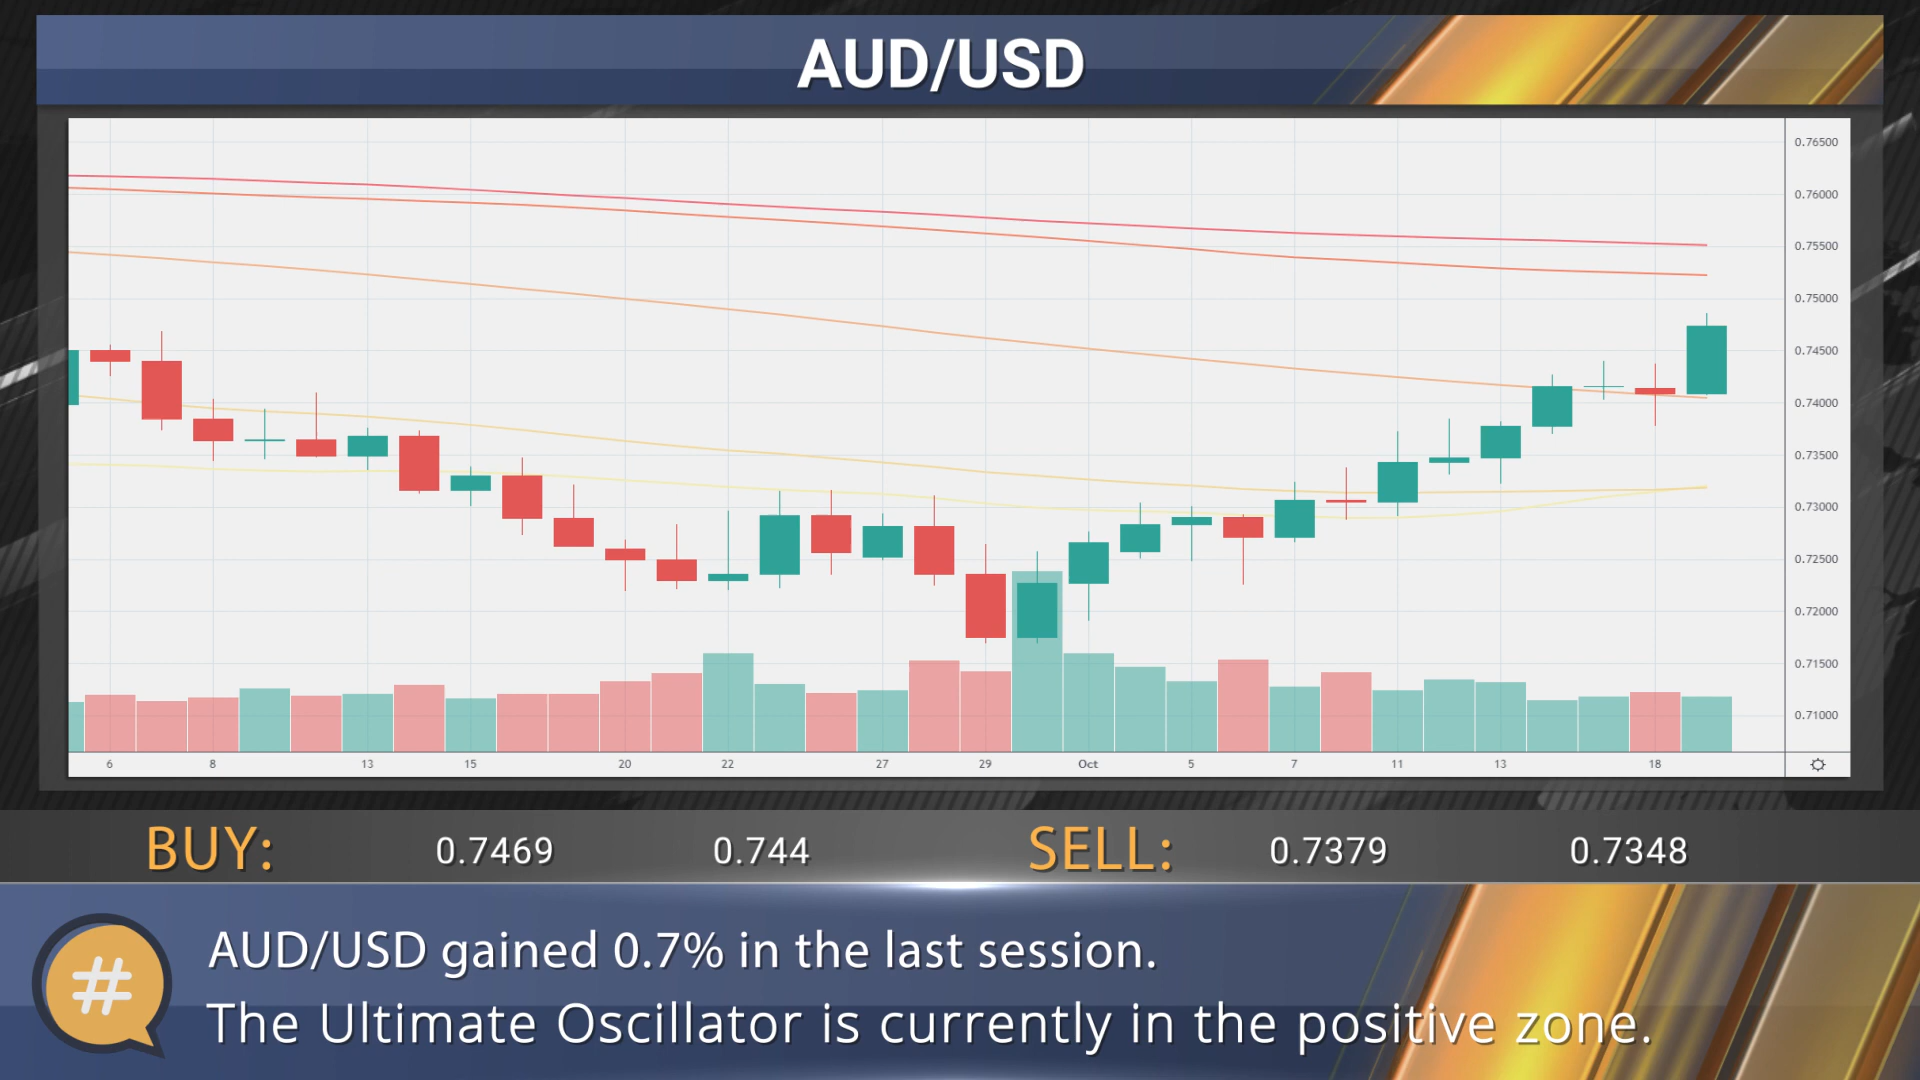 AUD/USD
0.76500
0.76000
0.75500
0.75000
0.74500
0.74000
0.73500
0.73000
0.72500
0.72000
0.71500
0.71000
6 8 13 15 20 22 27 29 Oct 5 7 11 13 18
BUY: 0.7469 0.744 SELL: 0.7379 0.7348
# AUD/USD gained 0.7% in the last session.
The Ultimate Oscillator is currently in the positive zone.